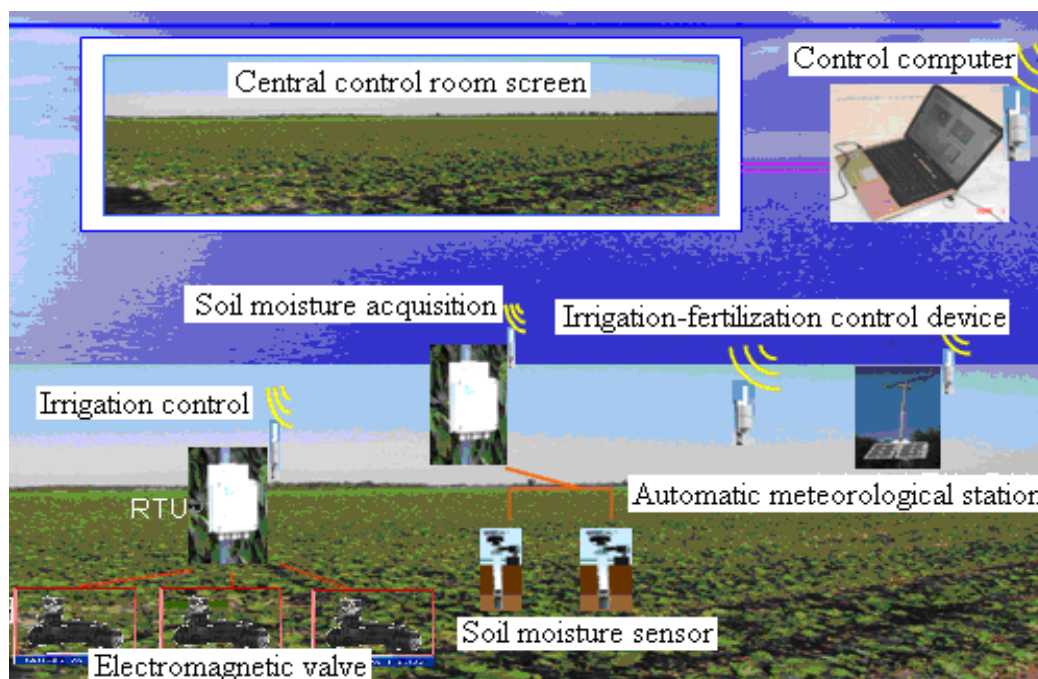 Central control room screen
Control computer
Soil moisture acquisition
Irrigation-fertilization control device
Irrigation control
RTU
Automatic meteorological station
Soil moisture sensor
Electromagnetic valve